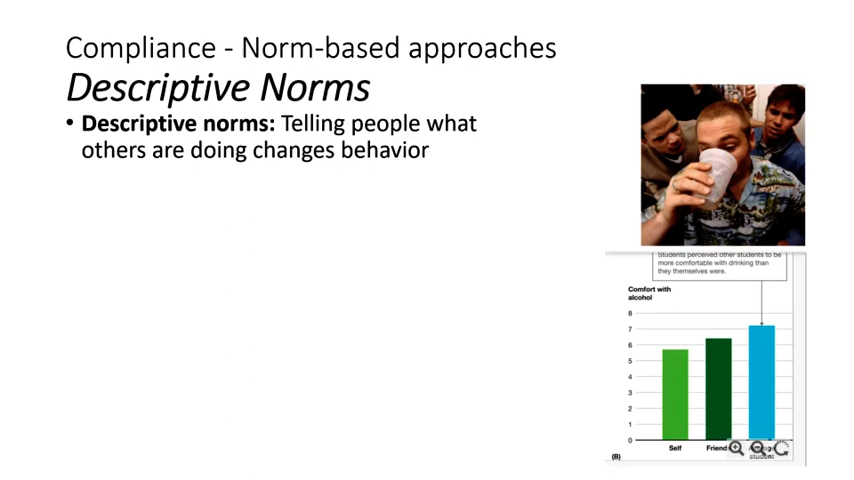 Compliance - Norm-based approaches
Descriptive Norms
• Descriptive norms: Telling people what
others are doing changes behavior
Students perceived other students to be
more comfortable with drinking than
they themselves were.
Comfort with
alcohol
8
7
6
5
4
3
2
1
0
Self Friend
student
(B)